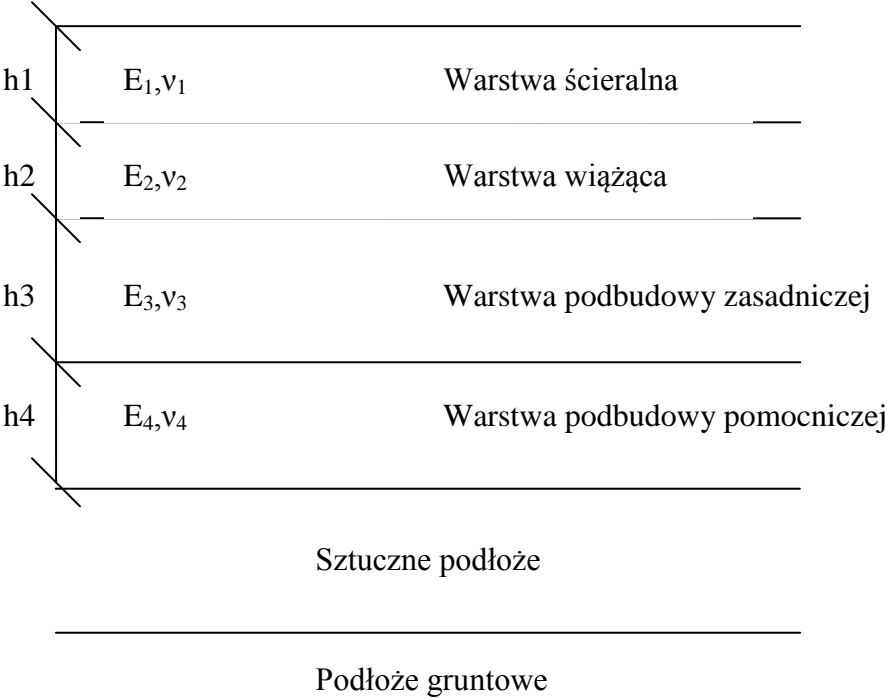 h1 E₁,ν₁ Warstwa ścieralna
h2 E₂,ν₂ Warstwa wiążąca
h3 E₃,ν₃ Warstwa podbudowy zasadniczej
h4 E₄,ν₄ Warstwa podbudowy pomocniczej
Sztuczne podłoże
Podłoże gruntowe